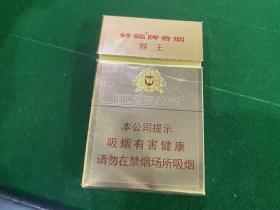 好猫牌香烟
猴王
本公司提示
吸烟有害健康
请勿在禁烟场所吸烟